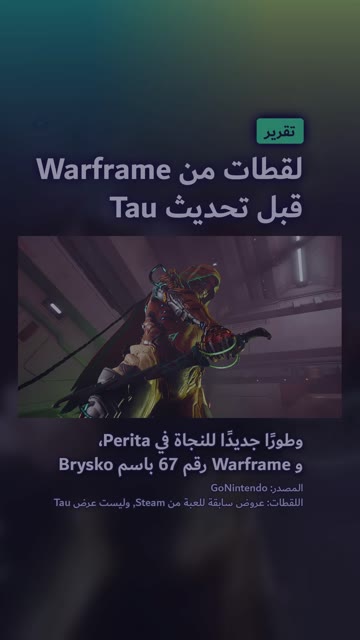 تقرير
لقطات من Warframe
قبل تحديث Tau
وطورًا جديدًا للنجاة في Perita،
و Warframe رقم 67 باسم Brysko
المصدر: GoNintendo
اللقطات: عروض سابقة للعبة من Steam, وليست عرض Tau